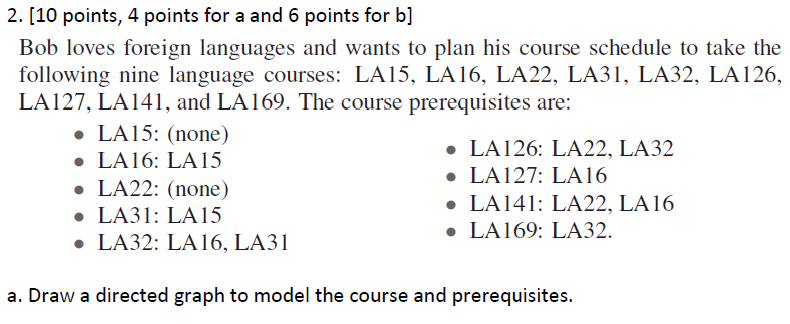 2. [10 points, 4 points for a and 6 points for b]
Bob loves foreign languages and wants to plan his course schedule to take the
following nine language courses: LA15, LA16, LA22, LA31, LA32, LA126,
LA127, LA141, and LA169. The course prerequisites are:
• LA15: (none)
• LA16: LA15
• LA22: (none)
• LA31: LA15
• LA32: LA16, LA31
• LA126: LA22, LA32
• LA127: LA16
• LA141: LA22, LA16
• LA169: LA32.
a. Draw a directed graph to model the course and prerequisites.